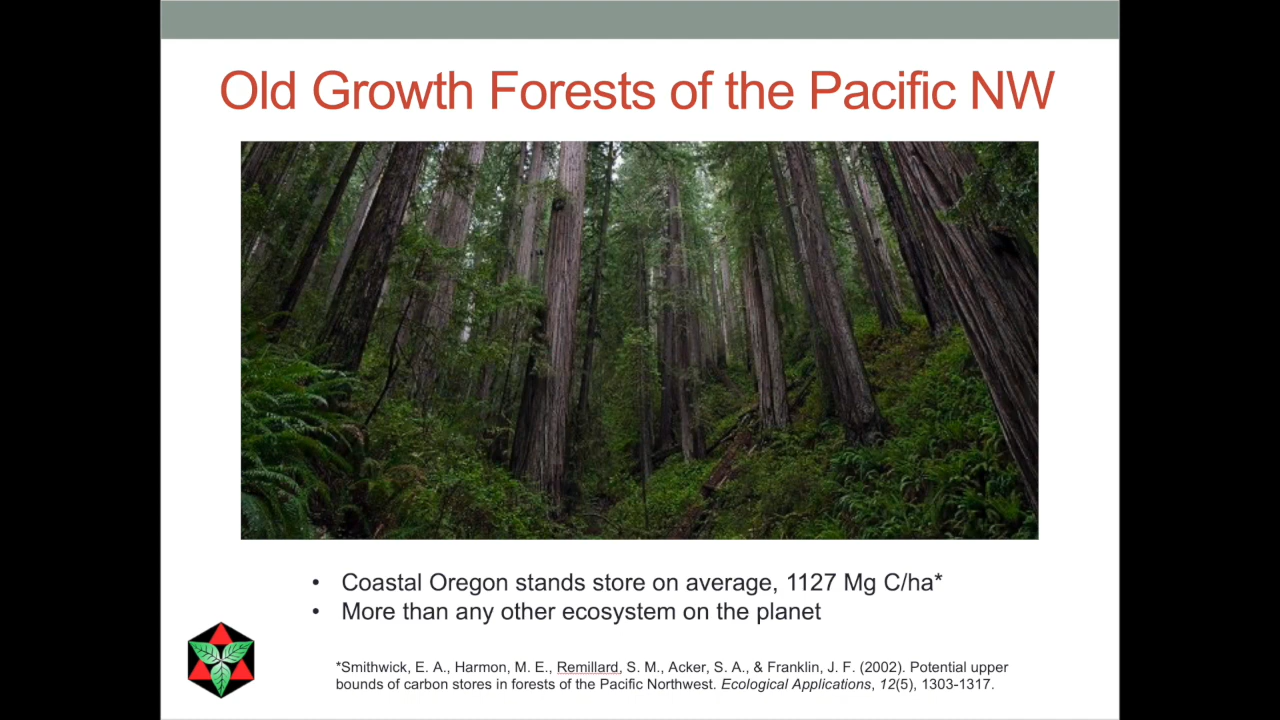 Old Growth Forests of the Pacific NW
• Coastal Oregon stands store on average, 1127 Mg C/ha*
• More than any other ecosystem on the planet
*Smithwick, E. A., Harmon, M. E., Remillard, S. M., Acker, S. A., & Franklin, J. F. (2002). Potential upper
bounds of carbon stores in forests of the Pacific Northwest. Ecological Applications, 12(5), 1303-1317.